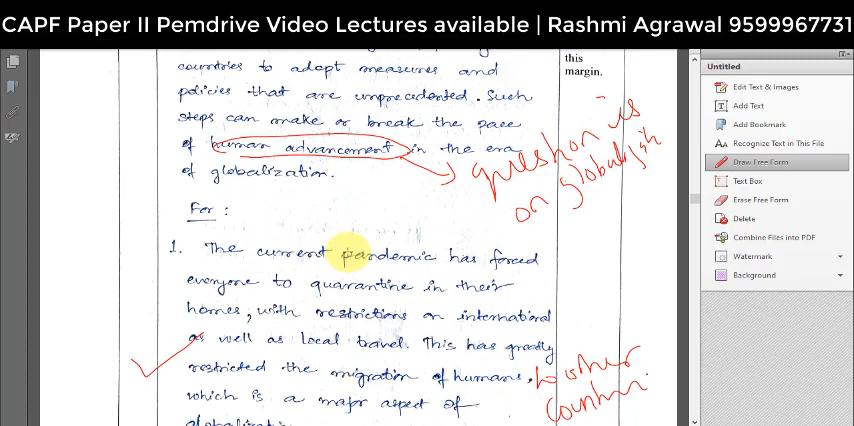 CAPF Paper II Pemdrive Video Lectures available | Rashmi Agrawal 9599967731
countries to adopt measures and
policies that are unprecedented. Such
steps can make or break the pace
of human advancement in the era
of globalization.
For :
1. The current pandemic has forced
everyone to quarantine in their
homes, with restrictions on international
as well as local travel. This has greatly
restricted the migration of humans,
which is a major aspect of
this
margin.
question is
on
to other
Untitled
Edit Text & Images
Add Text
Add Bookmark
Recognize Text in This File
Draw Free Form
Text Box
Erase Free Form
Delete
Combine Files into PDF
Watermark
Background